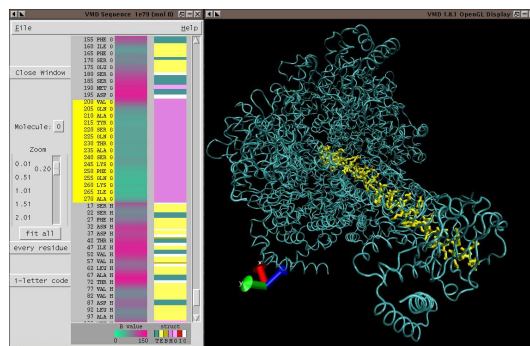 VMD Sequence 1e79 (mol 0)
File
Close Window
Molecule: 0
Zoom
0.01
0.20
0.51
1.01
1.51
2.01
fit all
every residue
1-letter code
155 PHE G
160 ILE G
PHE G
170 SER G
175 GLU G
180 SER G
185 SER G
190 MET G
195 ASP G
200 VAL G
205 GLN G
210 ALA G
215 TYR G
220 SER G
225 GLN G
230 THR G
235 ALA G
240 SER G
245 LYS G
250 PHE G
255 GLN G
260 LYS G
265 ILE G
270 ALA G
17 SER H
22 SER H
27 PHE H
32 ASN H
37 ASP H
42 THR H
47 ILE H
52 VAL H
57 VAL H
62 LEU H
67 ALA H
72 THR H
77 VAL H
82 VAL H
87 ASP H
92 LEU H
97 ALA H
B value
struct
0
150
T E B H G I C
VMD 1.8.1 OpenGL Display
x
y